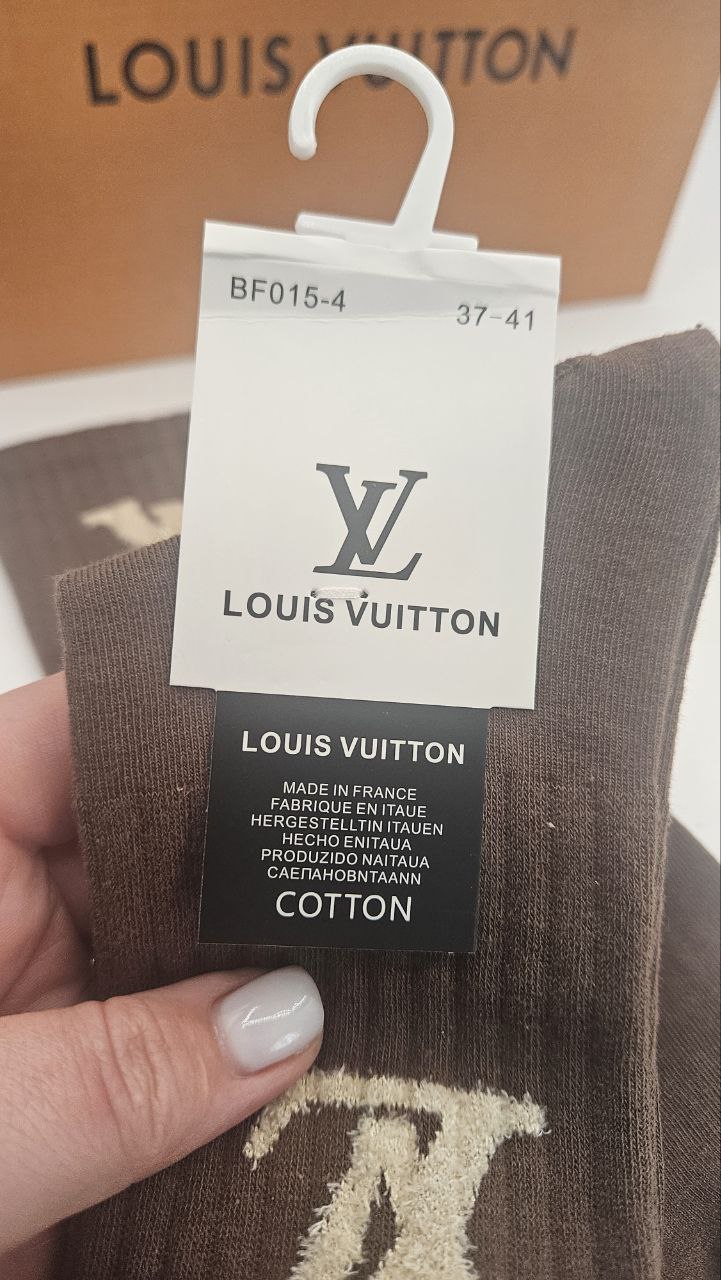 LOUIS VUITTON
BF015-4
37-41
LV
LOUIS VUITTON
LOUIS VUITTON
MADE IN FRANCE
FABRIQUE EN ITAUE
HERGESTELLTIN ITAUEN
HECHO ENITAUA
PRODUZIDO NAITAUA
САЕПАНОВNТААNN
COTTON